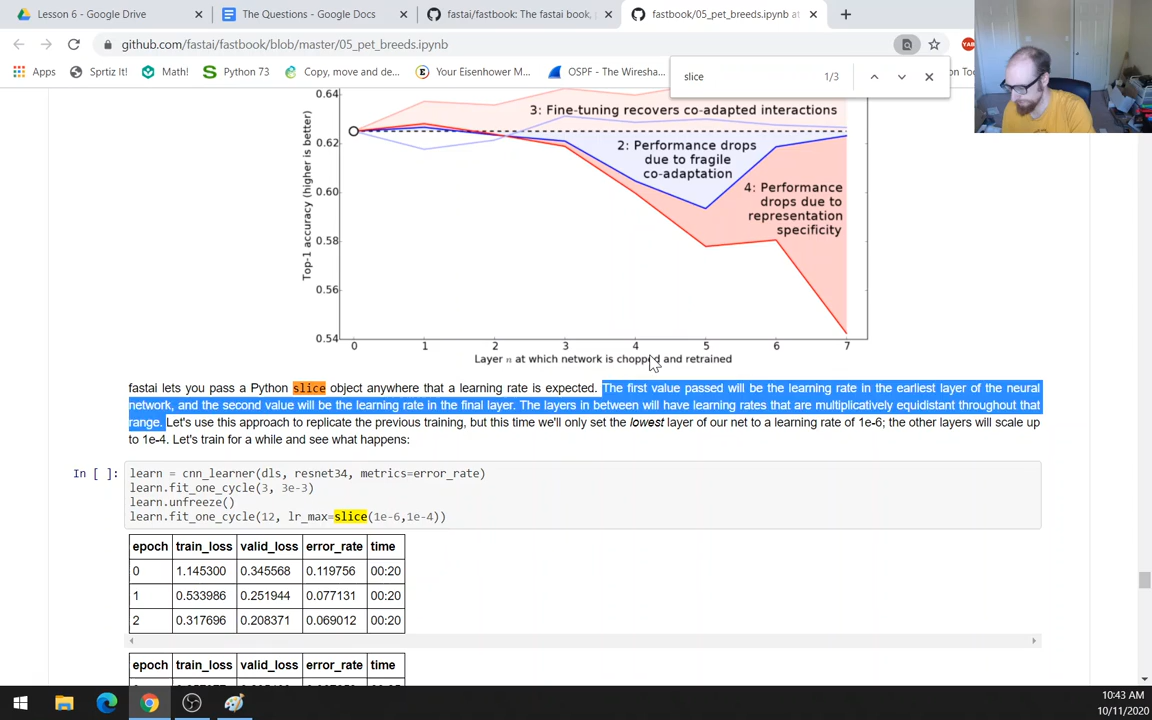 Lesson 6 - Google Drive
The Questions - Google Docs
fastai/fastbook: The fastai book,
fastbook/05_pet_breeds.ipynb at
github.com/fastai/fastbook/blob/master/05_pet_breeds.ipynb
Apps
Sprtiz It!
Math!
Python 73
Copy, move and de...
Your Eisenhower M...
OSPF - The Wiresha...
slice
1/3
0.64
0.62
0.60
0.58
0.56
0.54
Top-1 accuracy (higher is better)
3: Fine-tuning recovers co-adapted interactions
2: Performance drops
due to fragile
co-adaptation
4: Performance
drops due to
representation
specificity
0 1 2 3 4 5 6 7
Layer n at which network is chopped and retrained
fastai lets you pass a Python slice object anywhere that a learning rate is expected. The first value passed will be the learning rate in the earliest layer of the neural
network, and the second value will be the learning rate in the final layer. The layers in between will have learning rates that are multiplicatively equidistant throughout that
range. Let's use this approach to replicate the previous training, but this time we'll only set the lowest layer of our net to a learning rate of 1e-6; the other layers will scale up
to 1e-4. Let's train for a while and see what happens:
In [ ]:
learn = cnn_learner(dls, resnet34, metrics=error_rate)
learn.fit_one_cycle(3, 3e-3)
learn.unfreeze()
learn.fit_one_cycle(12, lr_max=slice(1e-6,1e-4))
epoch train_loss valid_loss error_rate time
0 1.145300 0.345568 0.119756 00:20
1 0.533986 0.251944 0.077131 00:20
2 0.317696 0.208371 0.069012 00:20
epoch train_loss valid_loss error_rate time
10:43 AM
10/11/2020